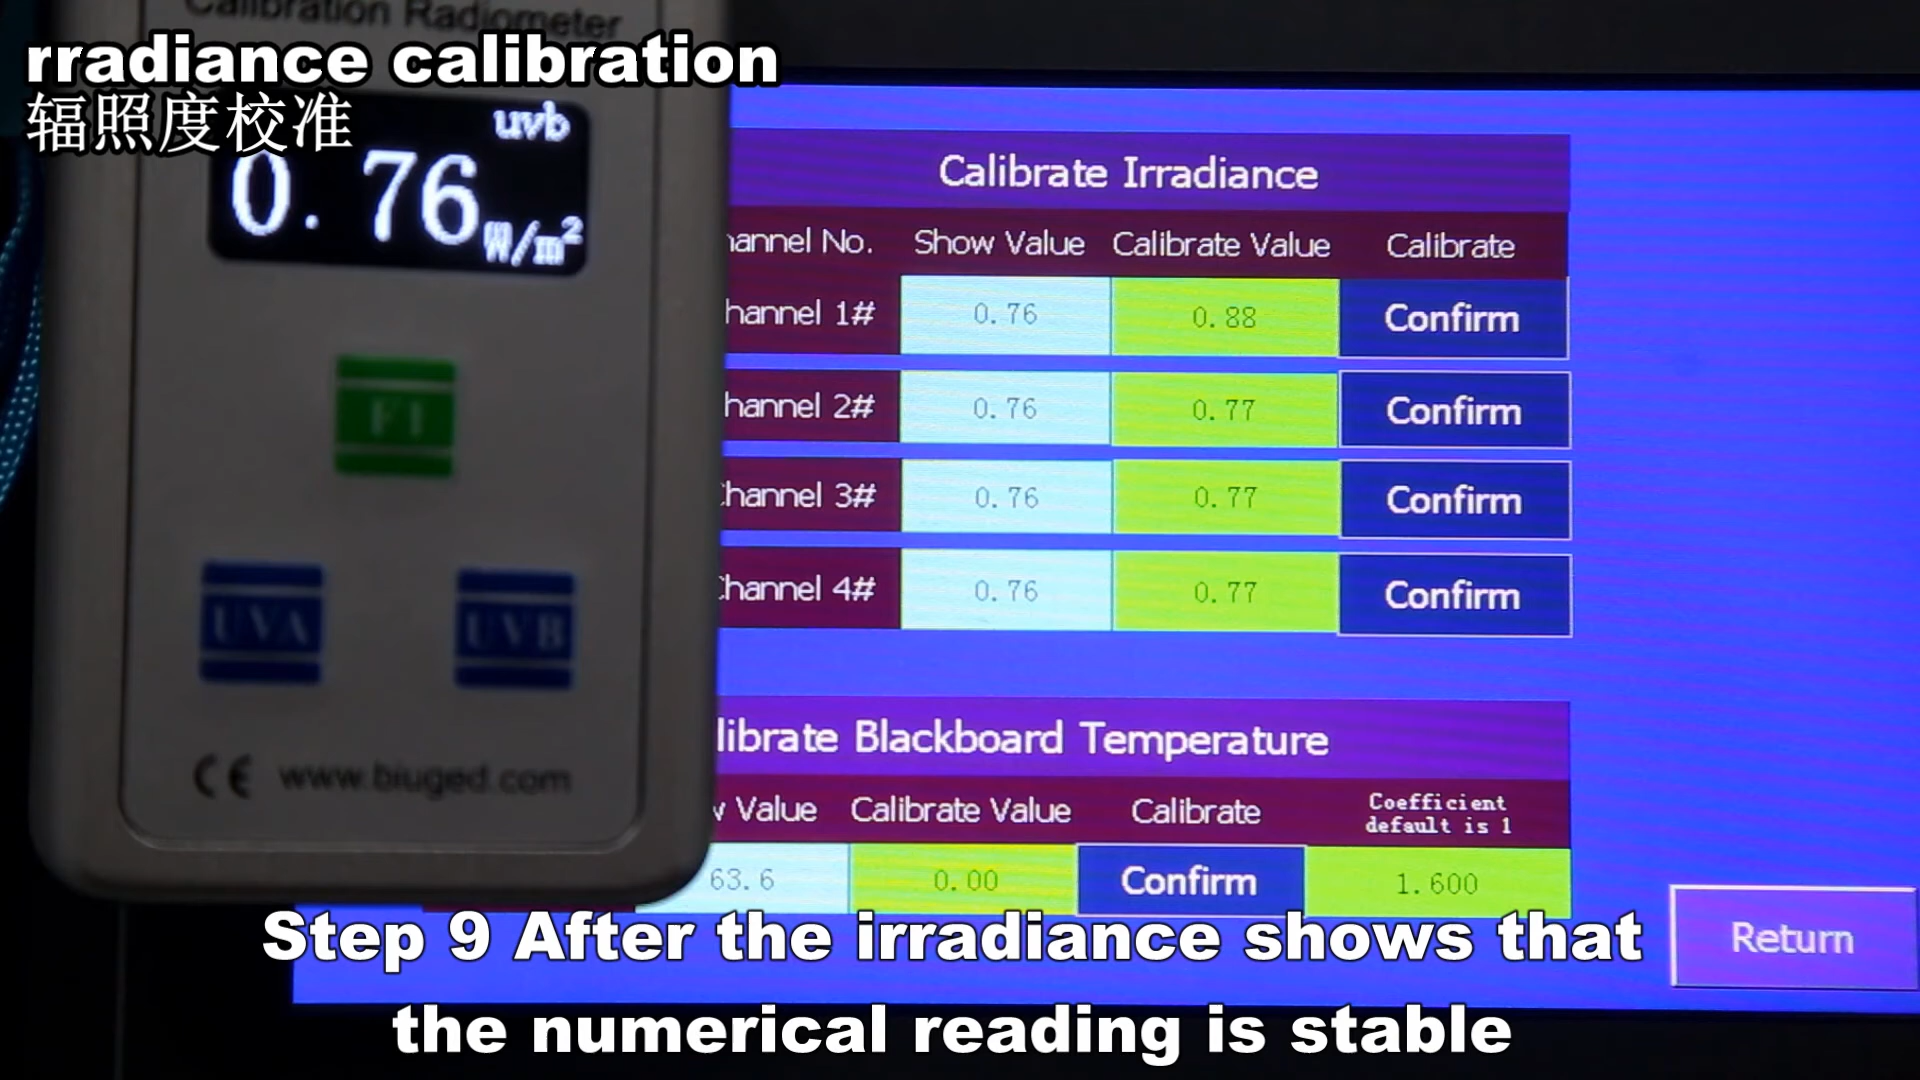 Calibration Radiometer
rradiance calibration
辐照度校准
uvb
0.76 W/m²
F1
UVA UVB
CE www.biuged.com
Calibrate Irradiance
hannel No. Show Value Calibrate Value Calibrate
hannel 1# 0.76 0.88 Confirm
hannel 2# 0.76 0.77 Confirm
Channel 3# 0.76 0.77 Confirm
Channel 4# 0.76 0.77 Confirm
librate Blackboard Temperature
w Value Calibrate Value Calibrate Coefficient
default is 1
63.6 0.00 Confirm 1.600
Return
Step 9 After the irradiance shows that
the numerical reading is stable